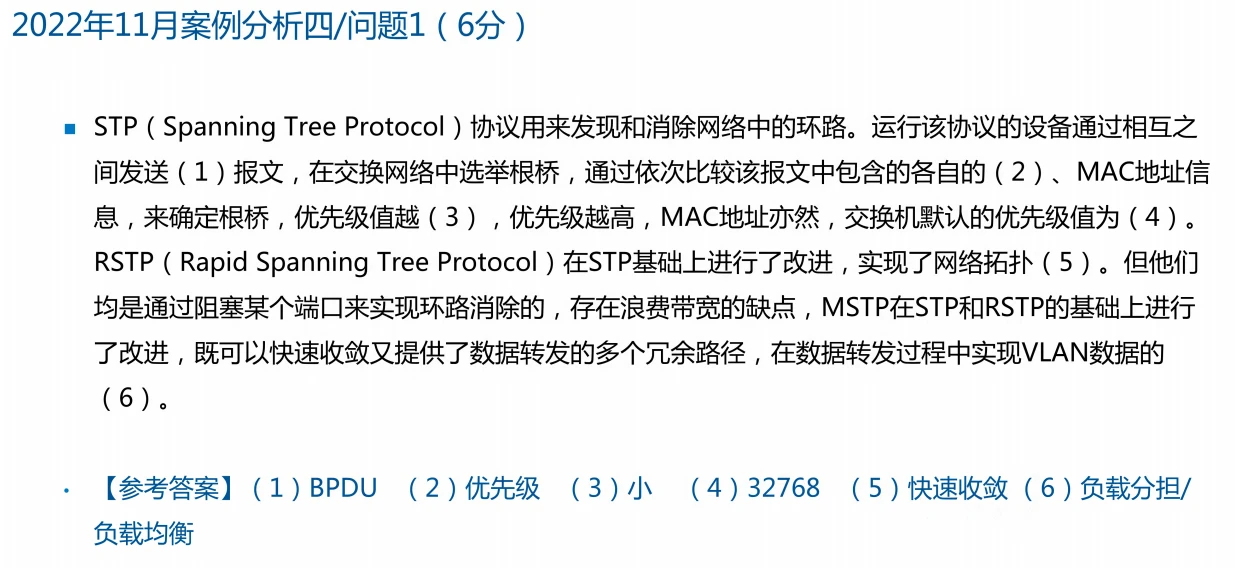 2022年11月案例分析四/问题1（6分）
■ STP（Spanning Tree Protocol）协议用来发现和消除网络中的环路。运行该协议的设备通过相互之
间发送（1）报文，在交换网络中选举根桥，通过依次比较该报文中包含的各自的（2）、MAC地址信
息，来确定根桥，优先级值越（3），优先级越高，MAC地址亦然，交换机默认的优先级值为（4）。
RSTP（Rapid Spanning Tree Protocol）在STP基础上进行了改进，实现了网络拓扑（5）。但他们
均是通过阻塞某个端口来实现环路消除的，存在浪费带宽的缺点，MSTP在STP和RSTP的基础上进行
了改进，既可以快速收敛又提供了数据转发的多个冗余路径，在数据转发过程中实现VLAN数据的
（6）。
• 【参考答案】（1）BPDU （2）优先级 （3）小 （4）32768 （5）快速收敛 （6）负载分担/
负载均衡